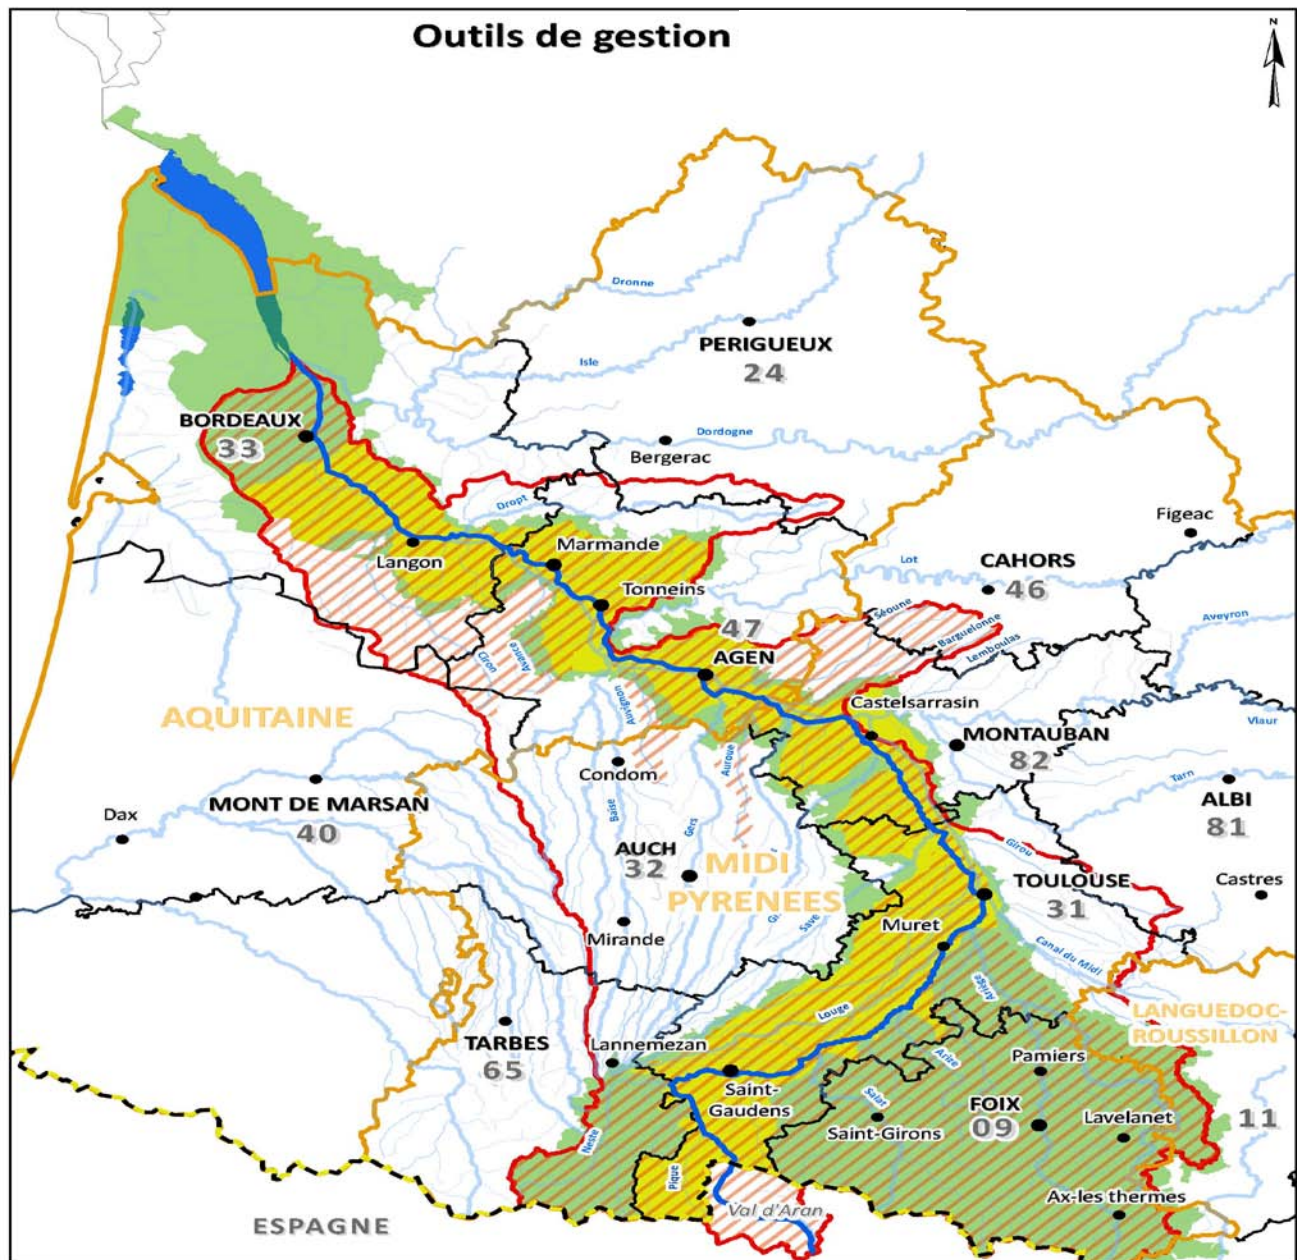 Outils de gestion
N
Dronne
PERIGUEUX
24
Isle
BORDEAUX
33
Dordogne
Bergerac
Dropt
Figeac
Langon
Marmande
Lot
CAHORS
46
Tonneins
Séoune
Barguelonne
Lemboulas
Aveyron
47
AGEN
Ciron
Avance
Auvignon
AQUITAINE
Castelsarrasin
MONTAUBAN
82
Viaur
Auroue
Condom
Tarn
MONT DE MARSAN
40
Dax
Baïse
Gers
ALBI
81
AUCH
32
MIDI
PYRENEES
Girou
TOULOUSE
31
Castres
Mirande
Save
Muret
Canal du Midi
Ariège
Louge
LANGUEDOC-
ROUSSILLON
TARBES
65
Lannemezan
Arize
Pamiers
Saint-
Gaudens
Salat
Saint-Girons
FOIX
09
Lavelanet
11
Neste
Pique
Val d'Aran
Ax-les thermes
ESPAGNE